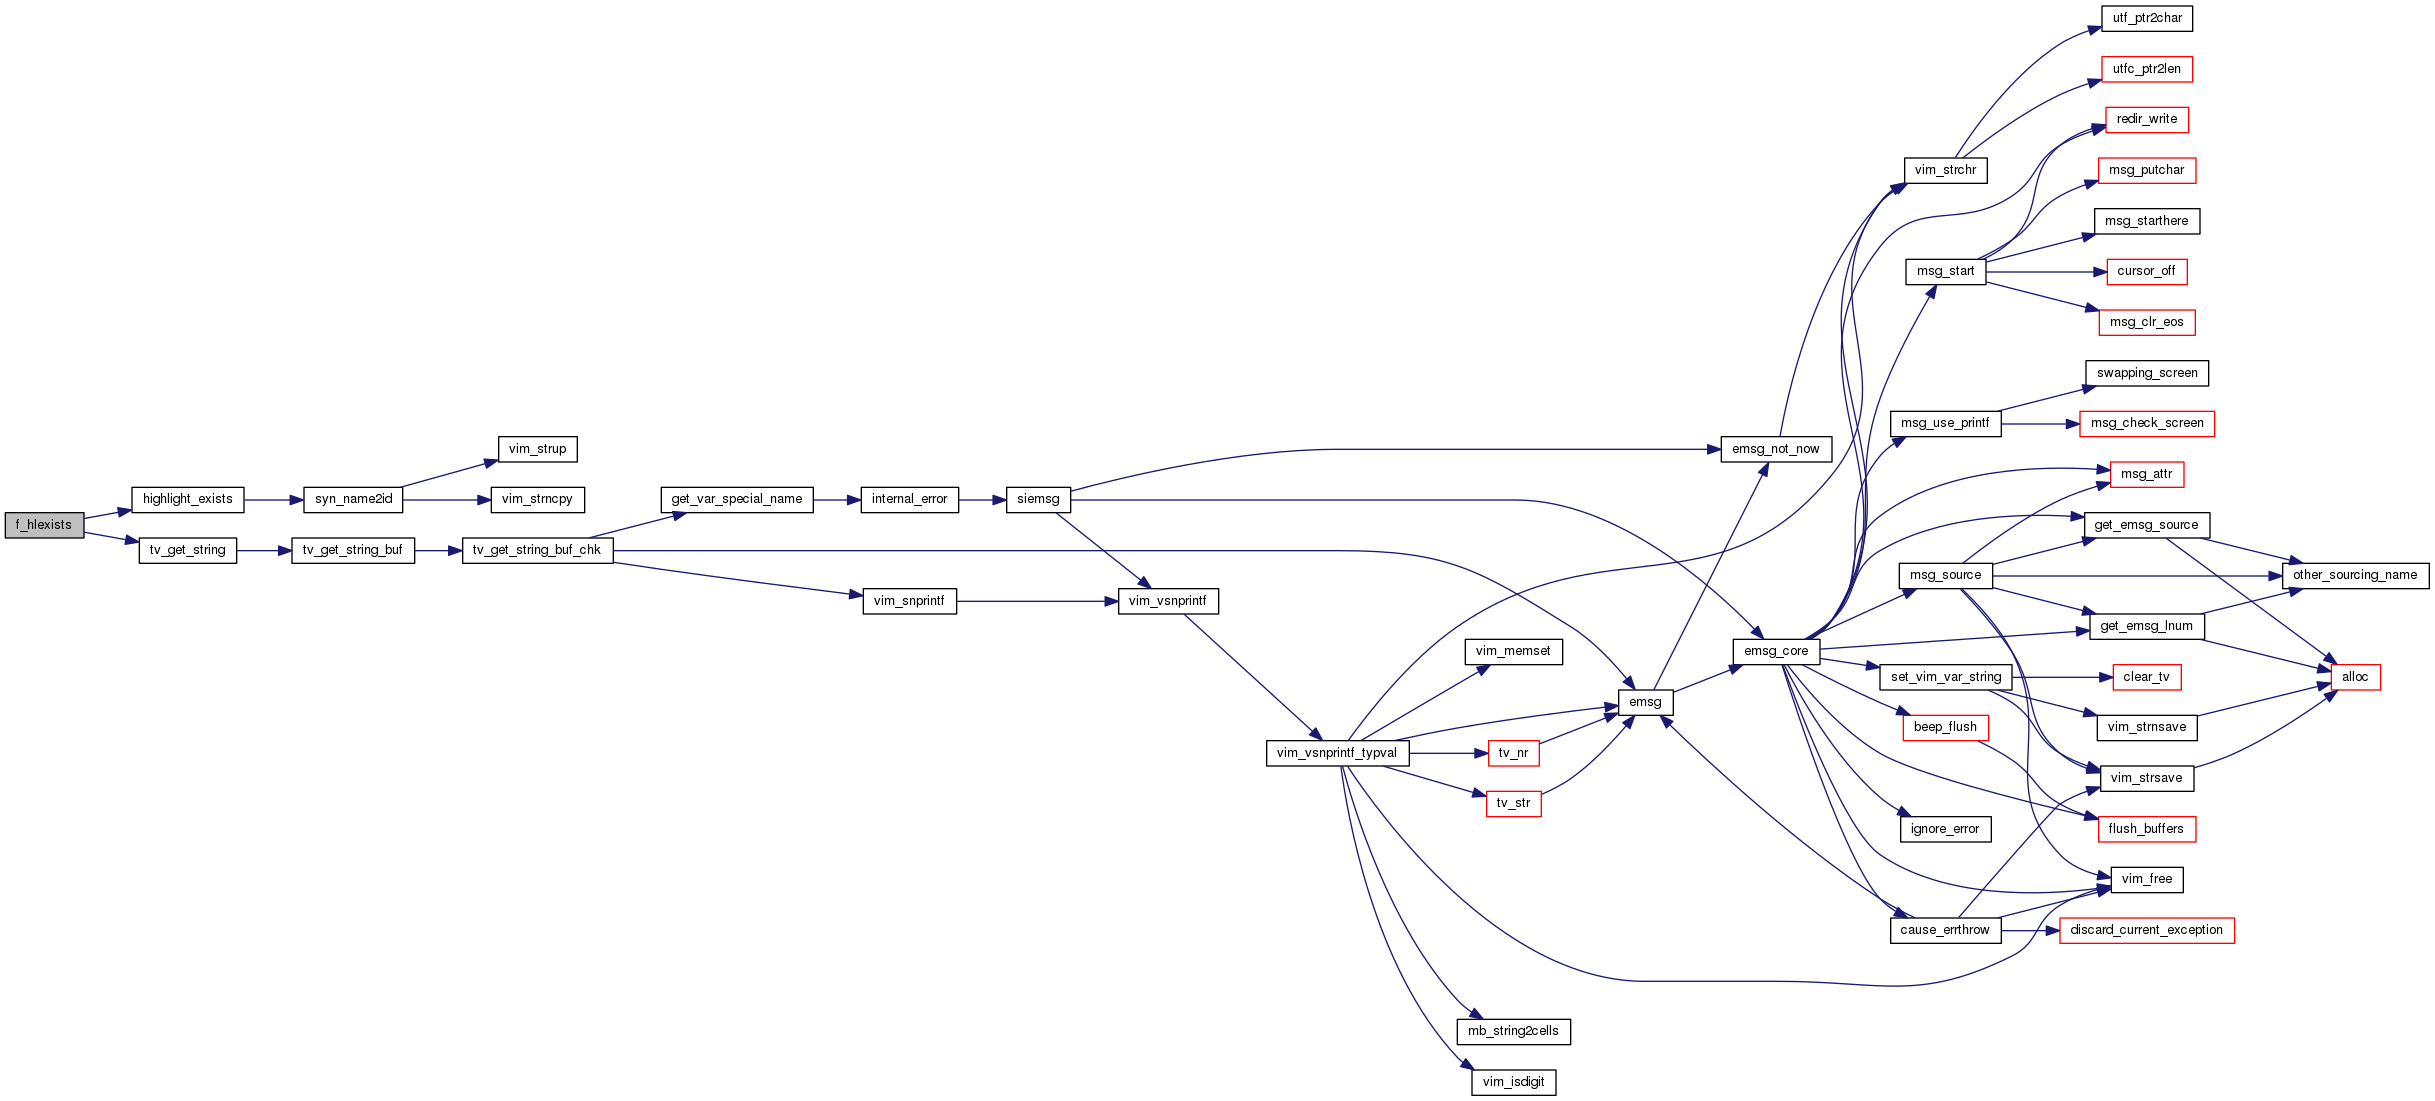 f_hlexists
highlight_exists
tv_get_string
syn_name2id
tv_get_string_buf
vim_strup
vim_strncpy
tv_get_string_buf_chk
get_var_special_name
internal_error
vim_snprintf
siemsg
vim_vsnprintf
vim_vsnprintf_typval
vim_memset
tv_nr
tv_str
mb_string2cells
vim_isdigit
emsg
emsg_not_now
emsg_core
vim_strchr
msg_start
msg_use_printf
msg_source
set_vim_var_string
beep_flush
ignore_error
cause_errthrow
utf_ptr2char
utfc_ptr2len
redir_write
msg_putchar
msg_starthere
cursor_off
msg_clr_eos
swapping_screen
msg_check_screen
msg_attr
get_emsg_source
get_emsg_lnum
clear_tv
vim_strnsave
vim_strsave
flush_buffers
vim_free
discard_current_exception
other_sourcing_name
alloc